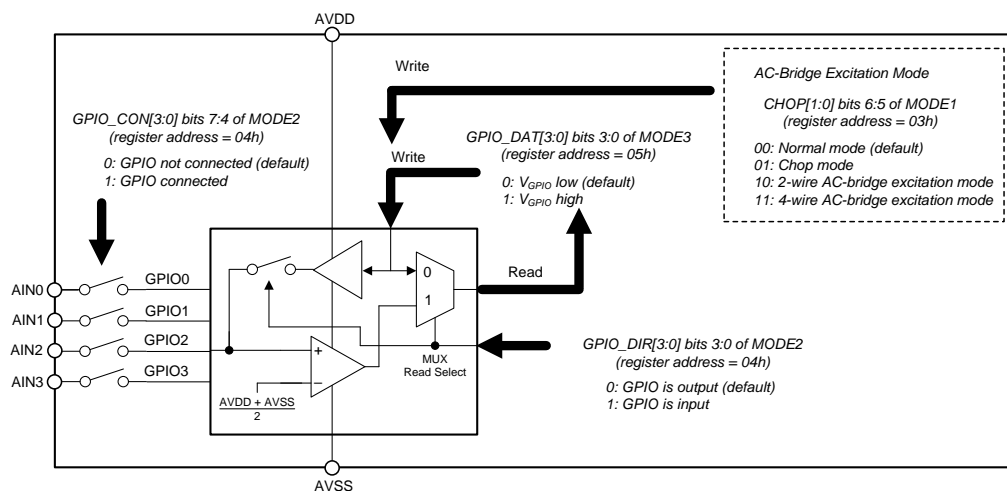 AVDD
Write
AC-Bridge Excitation Mode
CHOP[1:0] bits 6:5 of MODE1
(register address = 03h)
00: Normal mode (default)
01: Chop mode
10: 2-wire AC-bridge excitation mode
11: 4-wire AC-bridge excitation mode
GPIO_CON[3:0] bits 7:4 of MODE2
(register address = 04h)
0: GPIO not connected (default)
1: GPIO connected
Write
GPIO_DAT[3:0] bits 3:0 of MODE3
(register address = 05h)
0: VGPIO low (default)
1: VGPIO high
AIN0
GPIO0
AIN1
GPIO1
AIN2
GPIO2
AIN3
GPIO3
0
1
Read
+
−
AVDD + AVSS
2
MUX
Read Select
GPIO_DIR[3:0] bits 3:0 of MODE2
(register address = 04h)
0: GPIO is output (default)
1: GPIO is input
AVSS